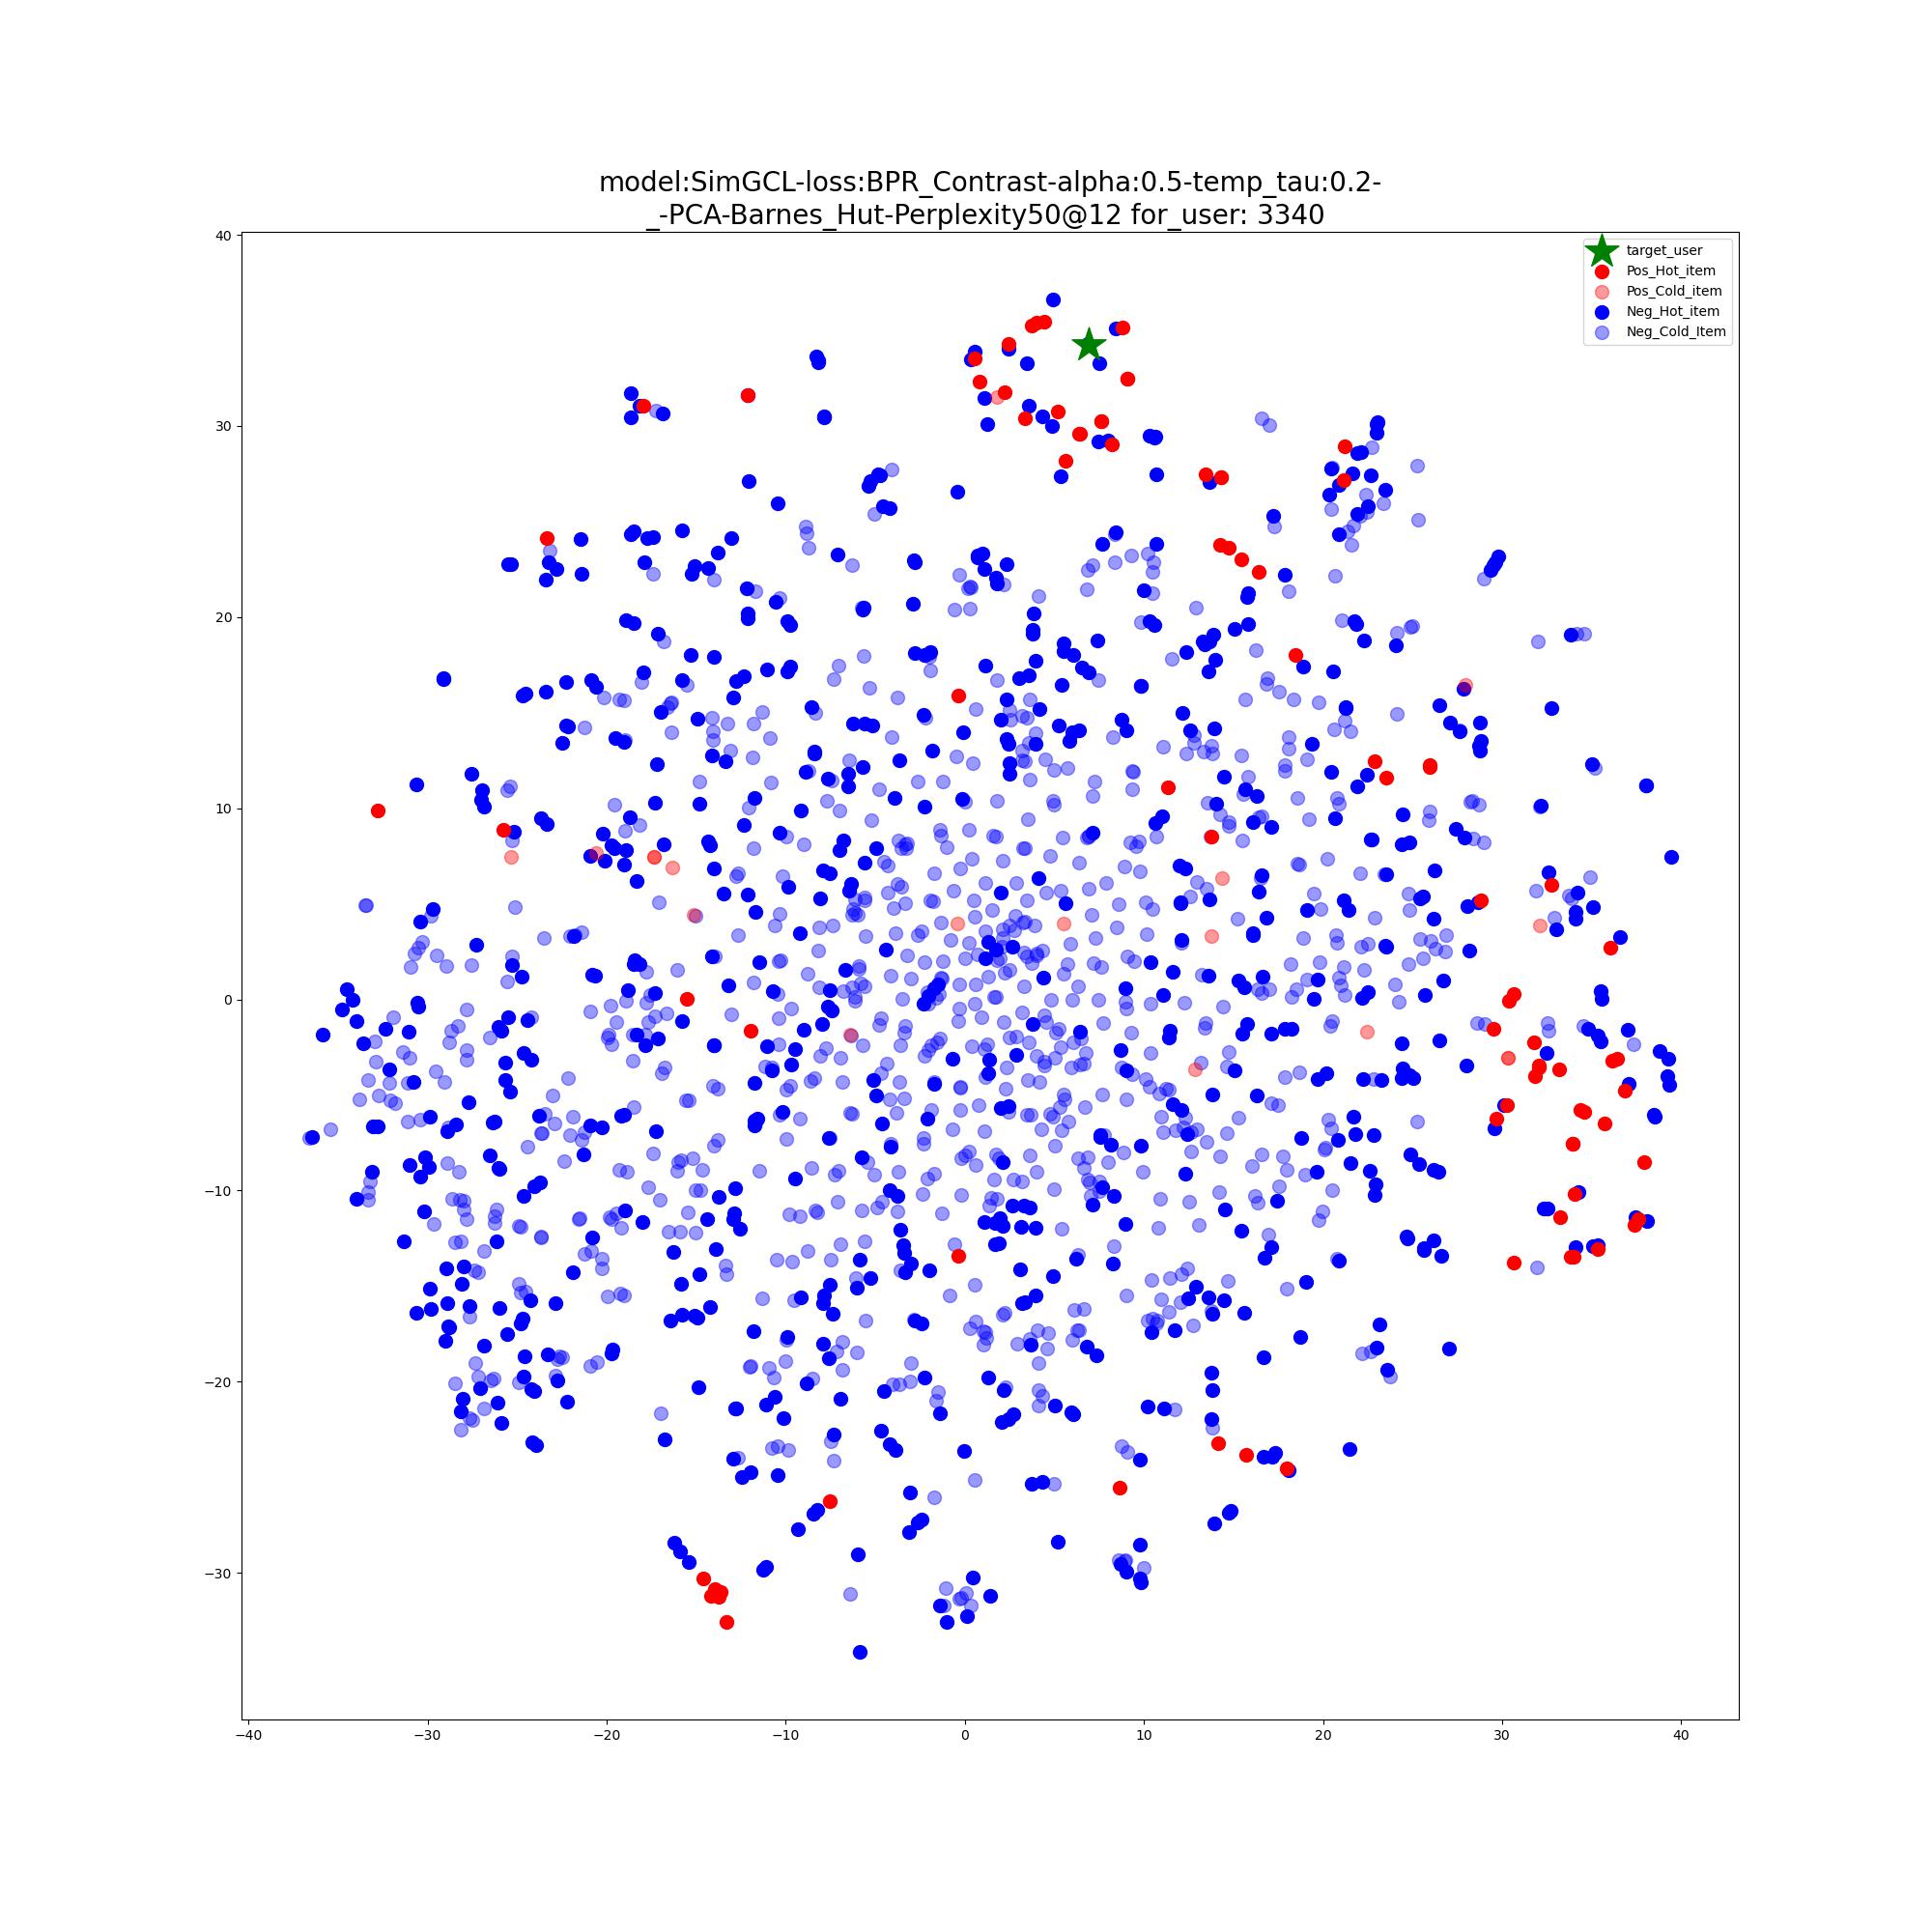 model:SimGCL-loss:BPR_Contrast-alpha:0.5-temp_tau:0.2-
_-PCA-Barnes_Hut-Perplexity50@12 for_user: 3340
target_user
Pos_Hot_item
Pos_Cold_item
Neg_Hot_item
Neg_Cold_Item
40
30
20
10
0
−10
−20
−30
−40
−30
−20
−10
0
10
20
30
40